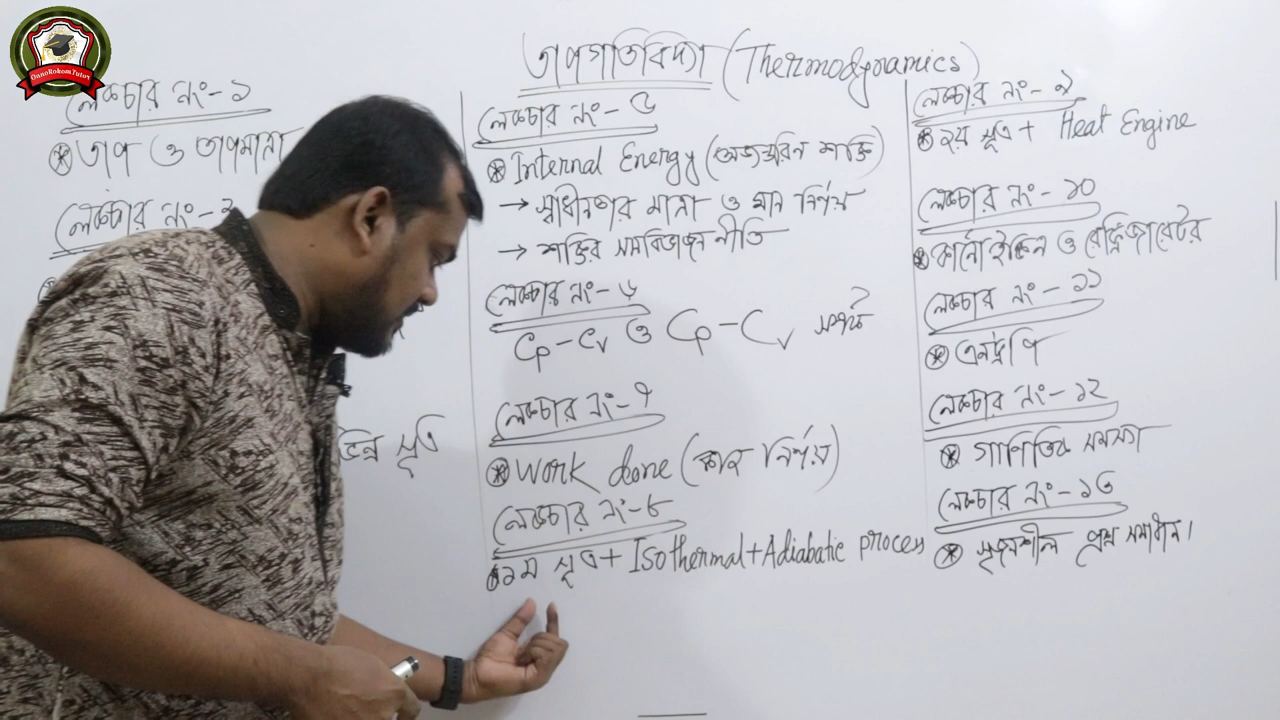 OnnoRokomTutor
তাপগতিবিদ্যা (Thermodynamics)
লেকচার নং- ১
তাপ ও তাপমাত্রা
লেকচার নং-
ভিন্ন সূত্র
লেকচার নং- ৫
Internal Energy (অভ্যন্তরিন শক্তি)
→ স্বাধীনতার মাত্রা ও মান নির্ণয়
→ শক্তির সমবিভাজন নীতি
লেকচার নং- ৬
Cp-Cv ও Cp-Cv সম্পর্ক
লেকচার নং- ৭
Work done (কাজ নির্ণয়)
লেকচার নং- ৮
১ম সূত্র + Isothermal + Adiabatic process
লেকচার নং- ৯
২য় সূত্র + Heat Engine
লেকচার নং- ১০
কার্নো ইঞ্জিন ও রেফ্রিজারেটর
লেকচার নং- ১১
এনট্রপি
লেকচার নং- ১২
গাণিতিক সমস্যা
লেকচার নং- ১৩
সৃজনশীল প্রশ্ন সমাধান।